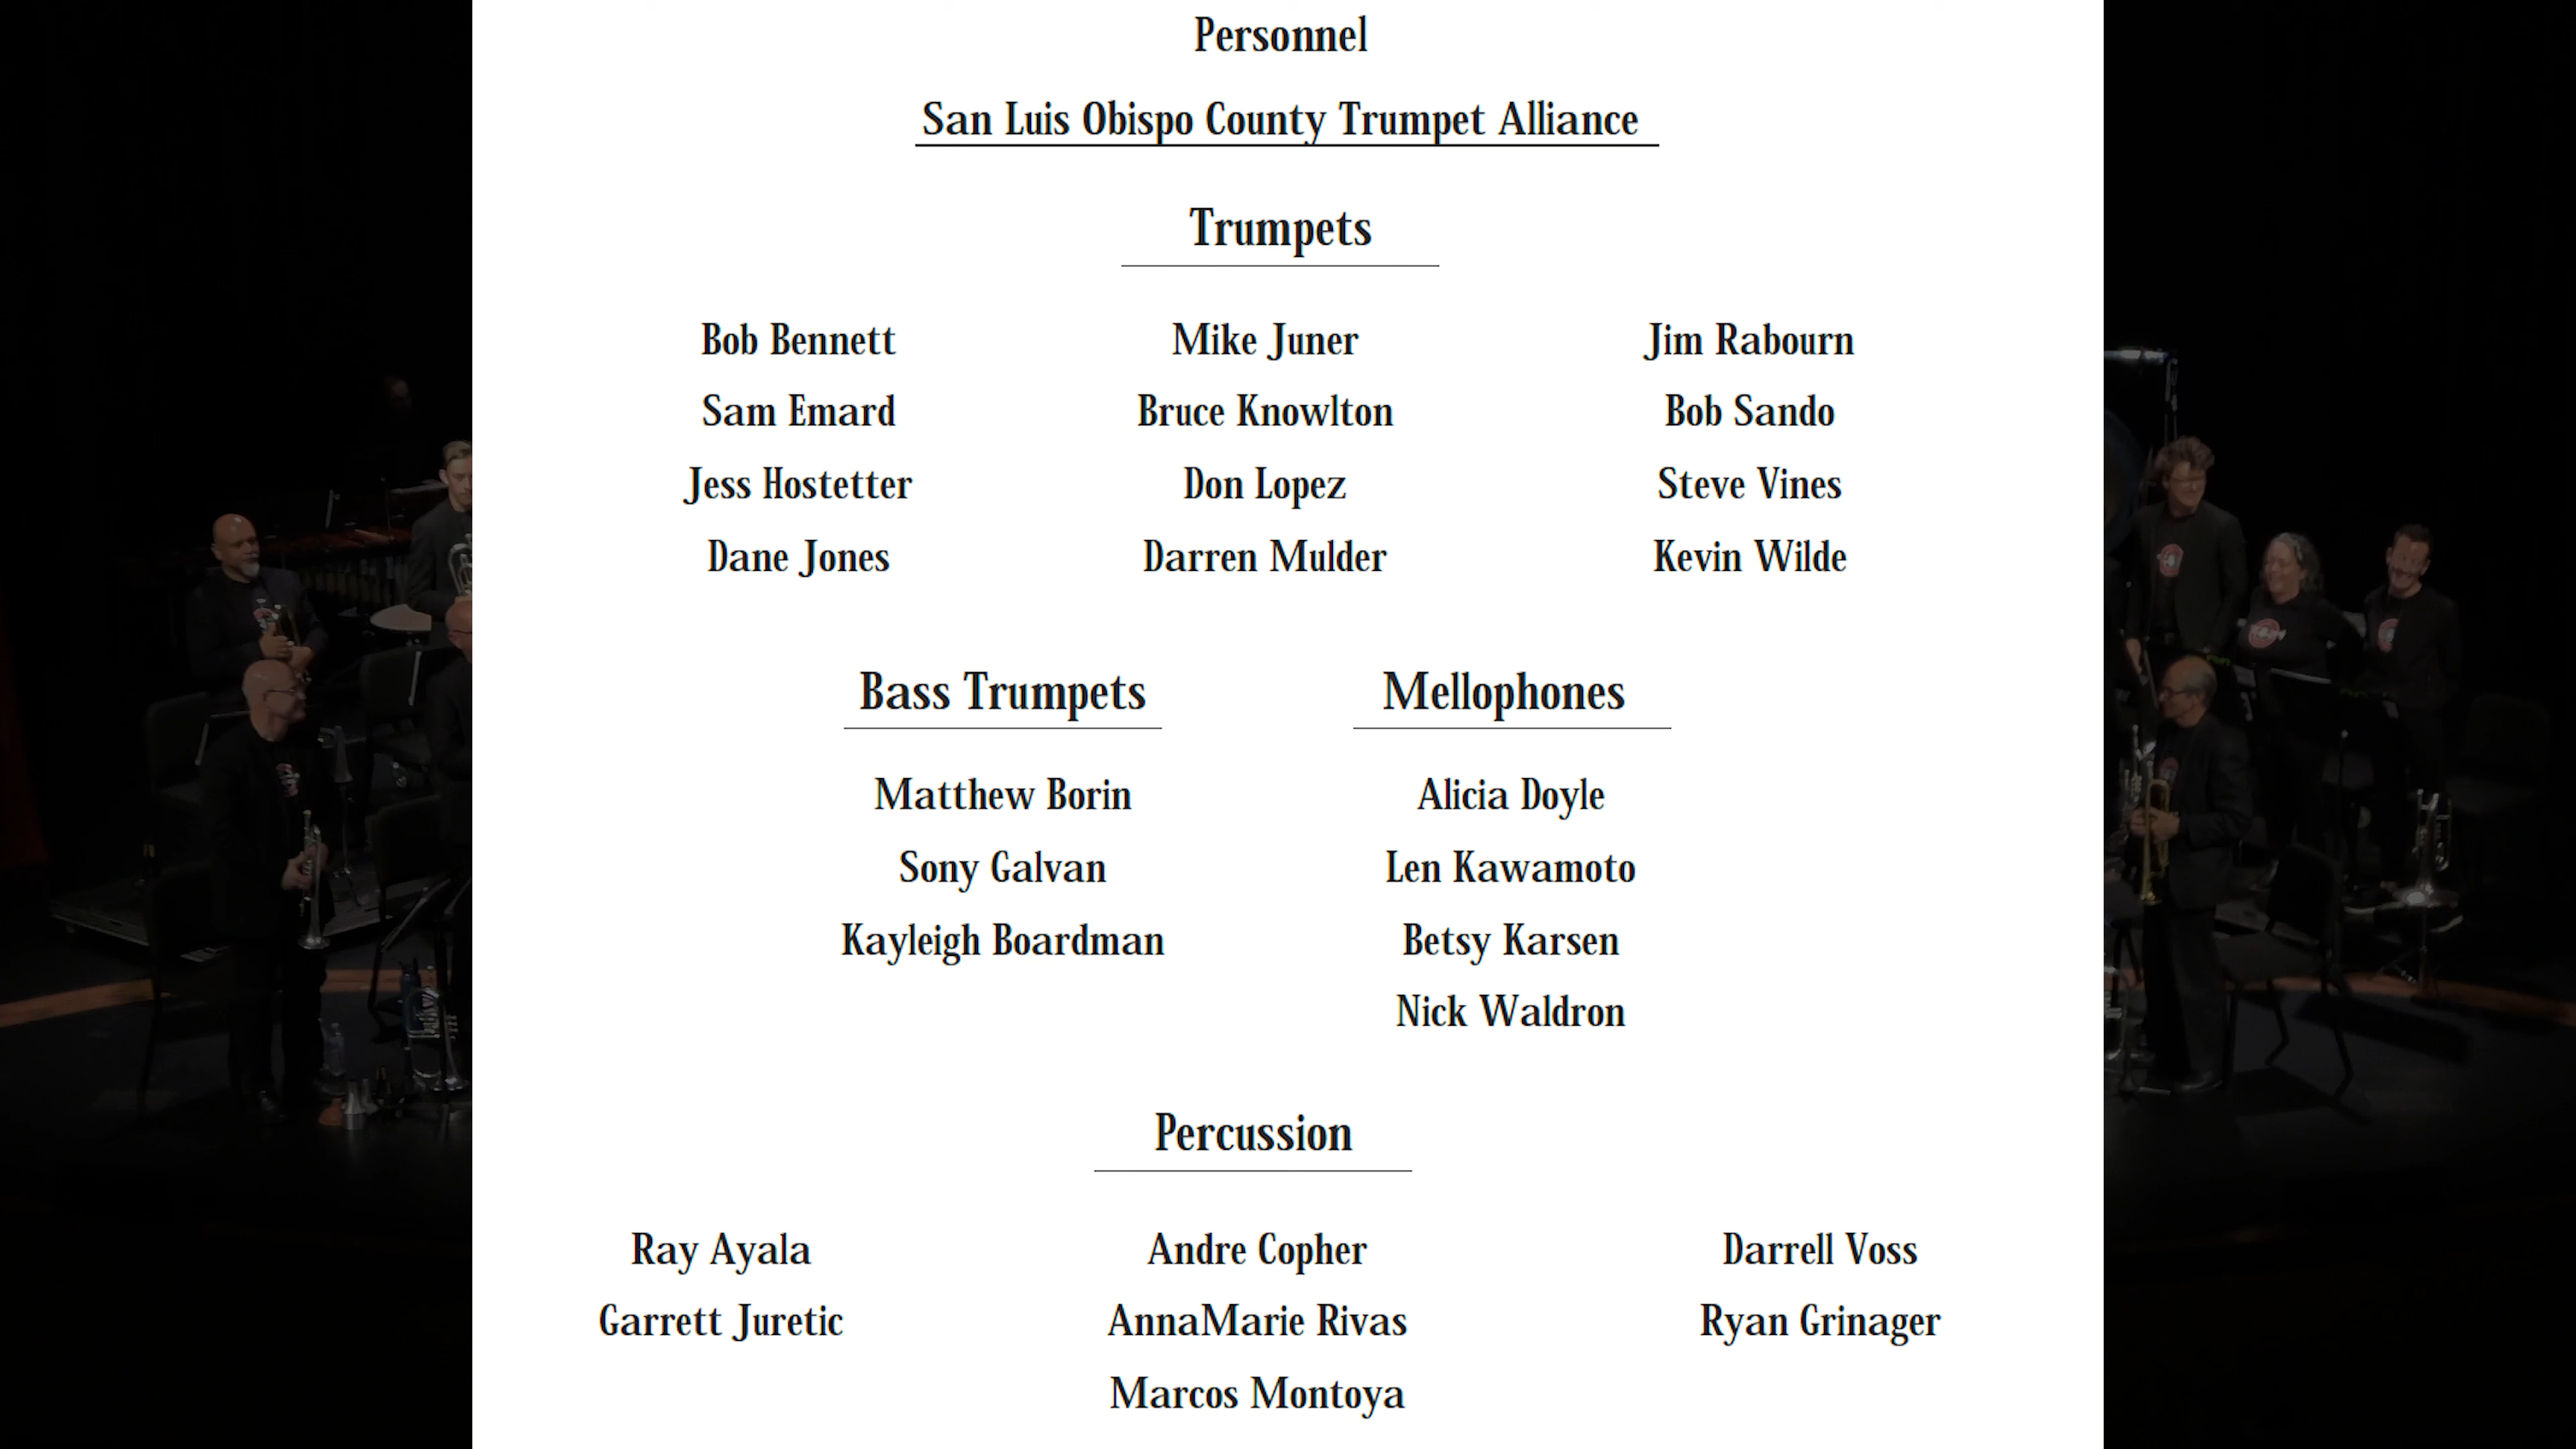 Personnel
San Luis Obispo County Trumpet Alliance
Trumpets
Bob Bennett Mike Juner Jim Rabourn
Sam Emard Bruce Knowlton Bob Sando
Jess Hostetter Don Lopez Steve Vines
Dane Jones Darren Mulder Kevin Wilde
Bass Trumpets Mellophones
Matthew Borin Alicia Doyle
Sony Galvan Len Kawamoto
Kayleigh Boardman Betsy Karsen
Nick Waldron
Percussion
Ray Ayala Andre Copher Darrell Voss
Garrett Juretic AnnaMarie Rivas Ryan Grinager
Marcos Montoya